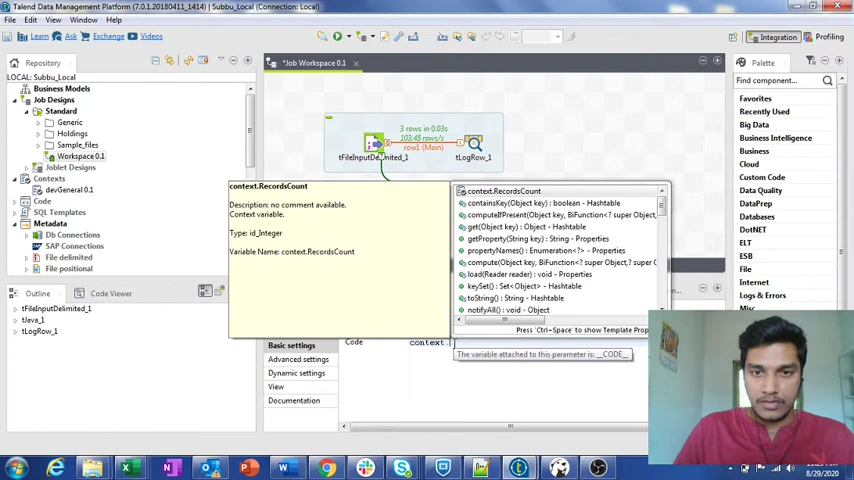 Talend Data Management Platform (7.0.1.20180411_1414) | Subbu_Local (Connection: Local)
File Edit View Window Help
Learn Ask Exchange Videos
Integration Profiling
Repository
LOCAL: Subbu_Local
Business Models
Job Designs
Standard
Generic
Holdings
Sample_files
Workspace 0.1
Joblet Designs
Contexts
devGeneral 0.1
Code
SQL Templates
Metadata
Db Connections
SAP Connections
File delimited
File positional
Outline Code Viewer
tFileInputDelimited_1
tJava_1
tLogRow_1
*Job Workspace 0.1
3 rows in 0.03s
103.45 rows/s
row1 (Main)
tFileInputDelimited_1 tLogRow_1
context.RecordsCount
Description: no comment available.
Context variable.
Type: id_Integer
Variable Name: context.RecordsCount
context.RecordsCount
containsKey(Object key) : boolean - Hashtable
computeIfPresent(Object key, BiFunction<? super Object,
get(Object key) : Object - Hashtable
getProperty(String key) : String - Properties
propertyNames() : Enumeration<?> - Properties
compute(Object key, BiFunction<? super Object,? super
load(Reader reader) : void - Properties
keySet() : Set<Object> - Hashtable
toString() : String - Hashtable
notifyAll() : void - Object
Press 'Ctrl+Space' to show Template Prop
Basic settings
Advanced settings
Dynamic settings
View
Documentation
Code context.
The variable attached to this parameter is: __CODE__
Palette
Find component...
Favorites
Recently Used
Big Data
Business Intelligence
Cloud
Custom Code
Data Quality
Databases
DotNET
ELT
ESB
File
Internet
Logs & Errors
8/29/2020